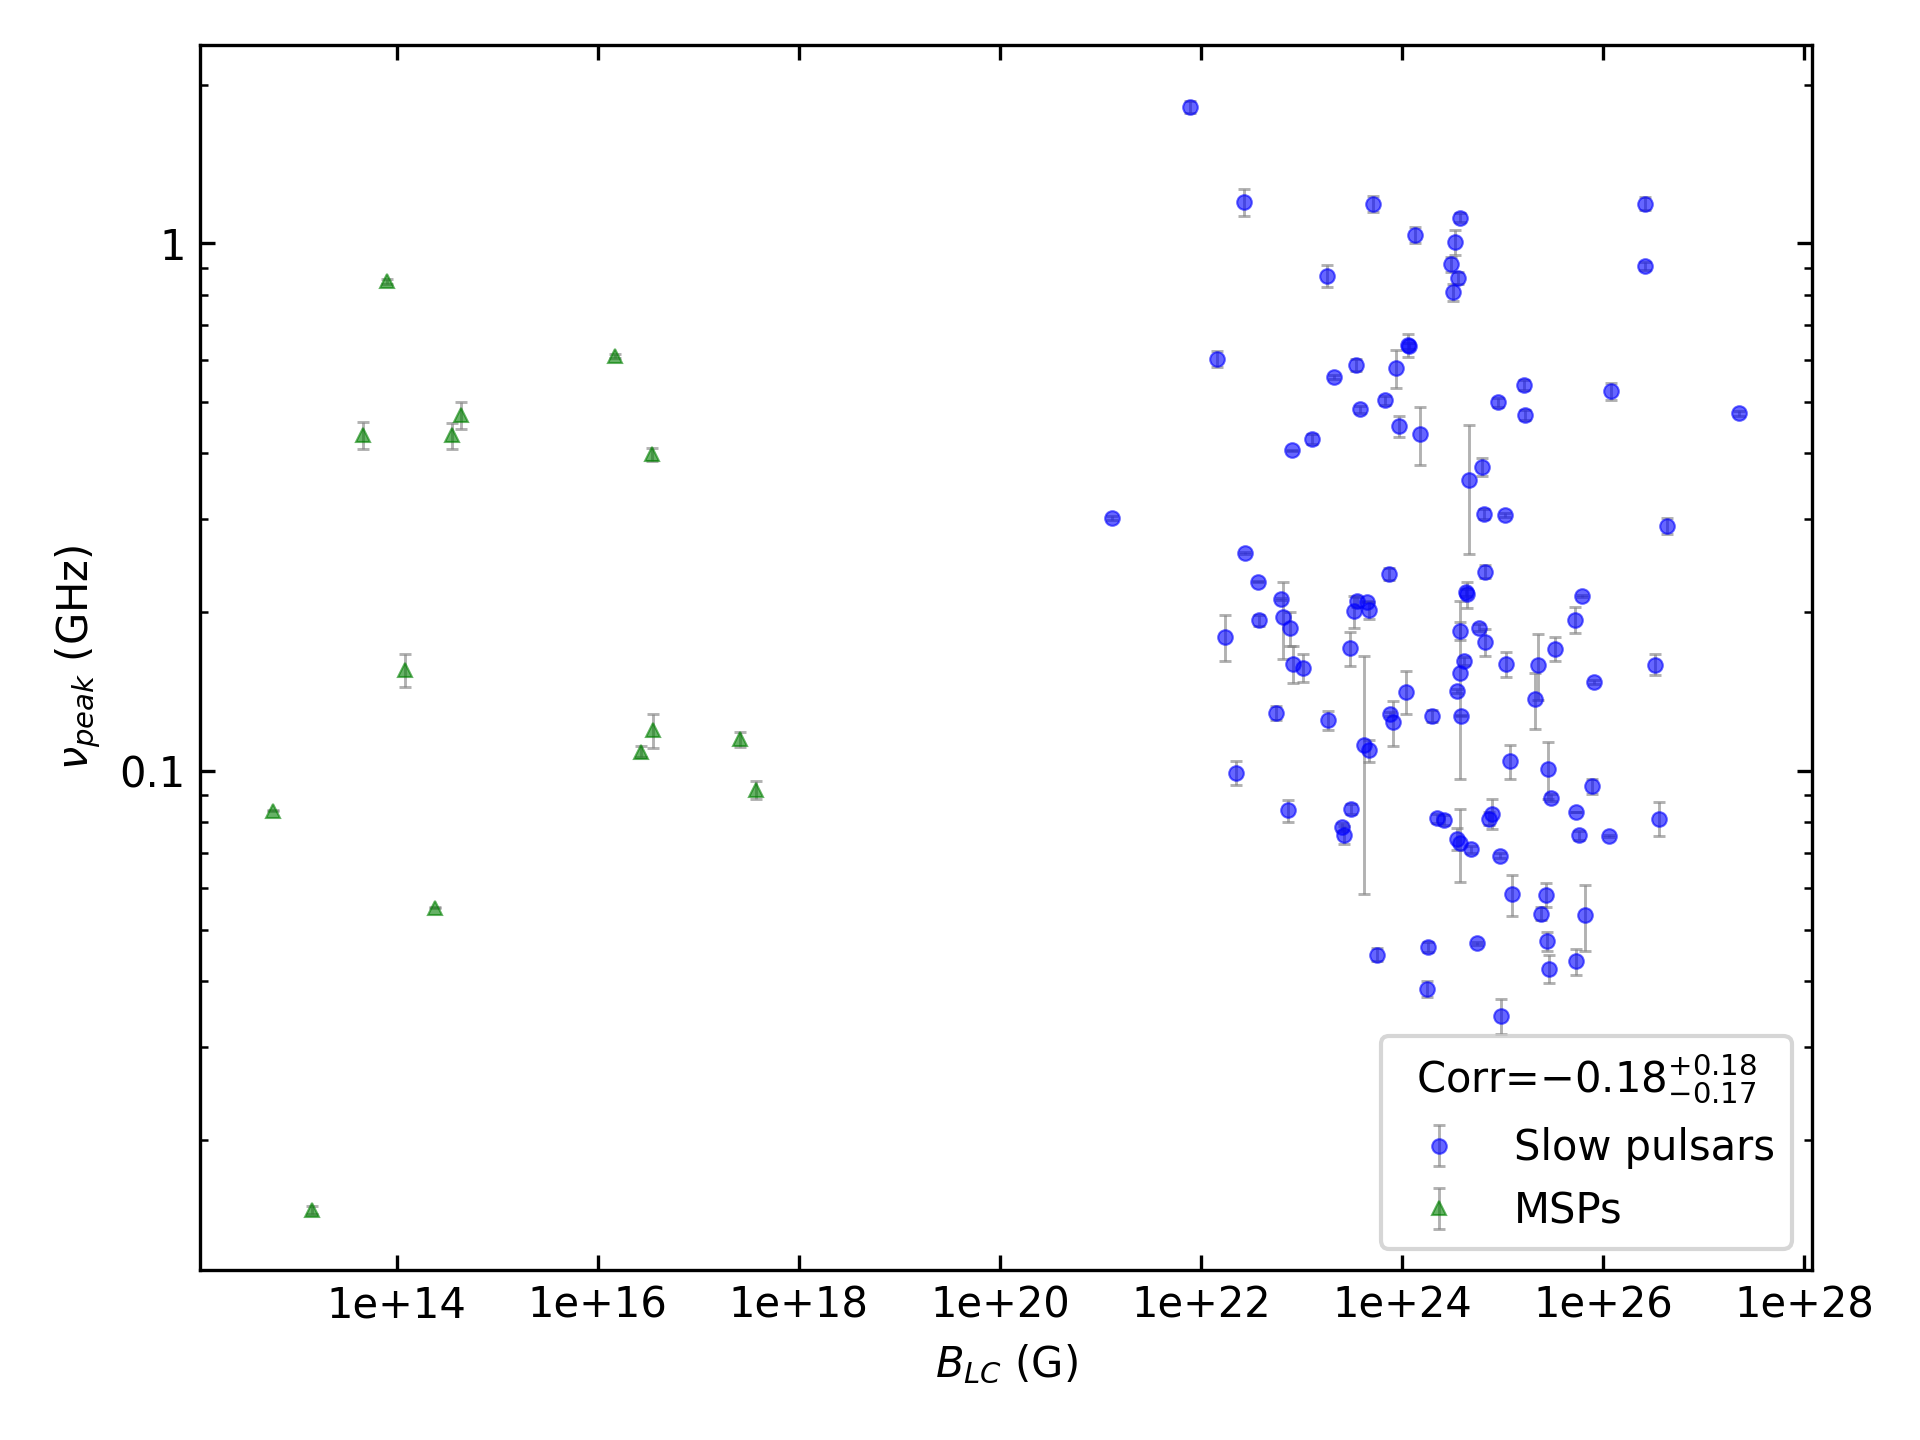 1
0.1
ν_peak (GHz)
1e+14 1e+16 1e+18 1e+20 1e+22 1e+24 1e+26 1e+28
B_LC (G)
Corr=−0.18 +0.18 −0.17
Slow pulsars
MSPs